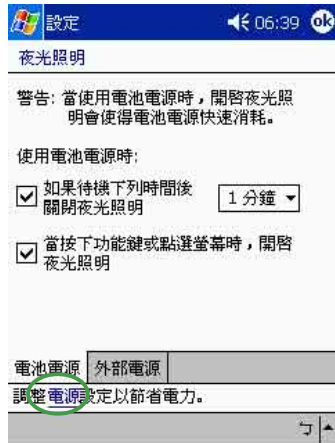 設定 06:39 ok
夜光照明
警告: 當使用電池電源時，開啓夜光照
明會使得電池電源快速消耗。
使用電池電源時:
如果待機下列時間後 1 分鐘
關閉夜光照明
當按下功能鍵或點選螢幕時，開啓
夜光照明
電池電源 外部電源
調整電源設定以節省電力。
ㄅ